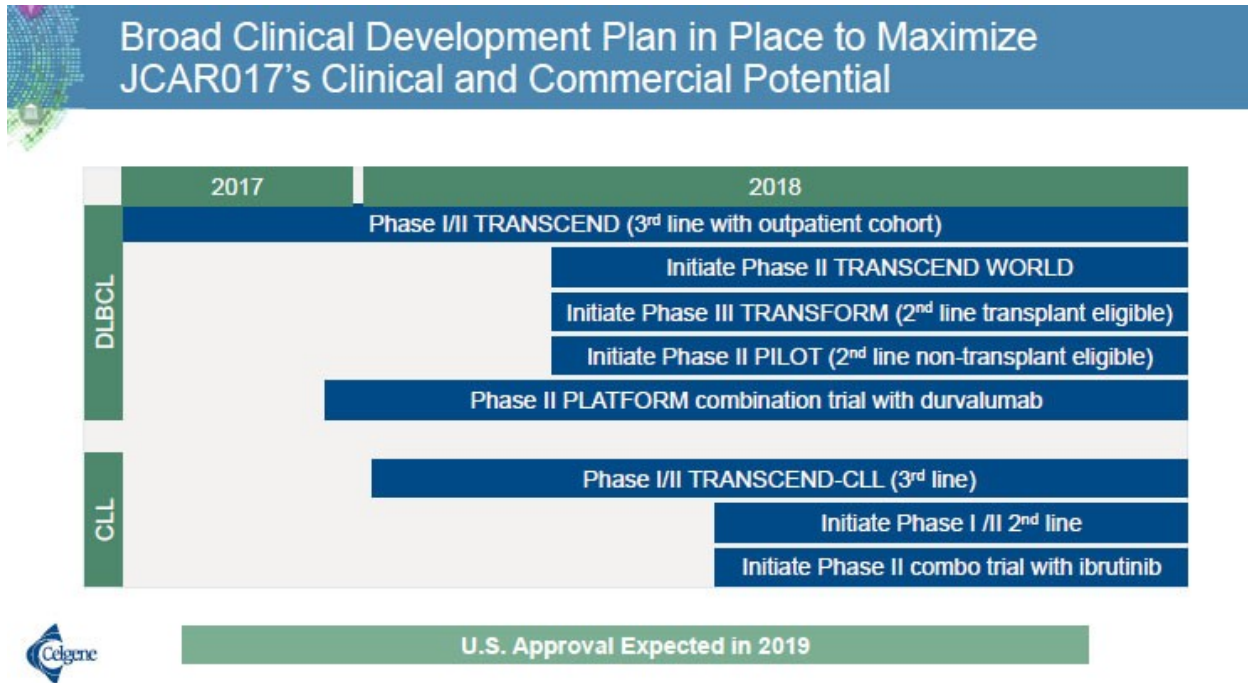 Broad Clinical Development Plan in Place to Maximize
JCAR017's Clinical and Commercial Potential
2017
2018
DLBCL
Phase I/II TRANSCEND (3rd line with outpatient cohort)
Initiate Phase II TRANSCEND WORLD
Initiate Phase III TRANSFORM (2nd line transplant eligible)
Initiate Phase II PILOT (2nd line non-transplant eligible)
Phase II PLATFORM combination trial with durvalumab
CLL
Phase I/II TRANSCEND-CLL (3rd line)
Initiate Phase I /II 2nd line
Initiate Phase II combo trial with ibrutinib
Celgene
U.S. Approval Expected in 2019